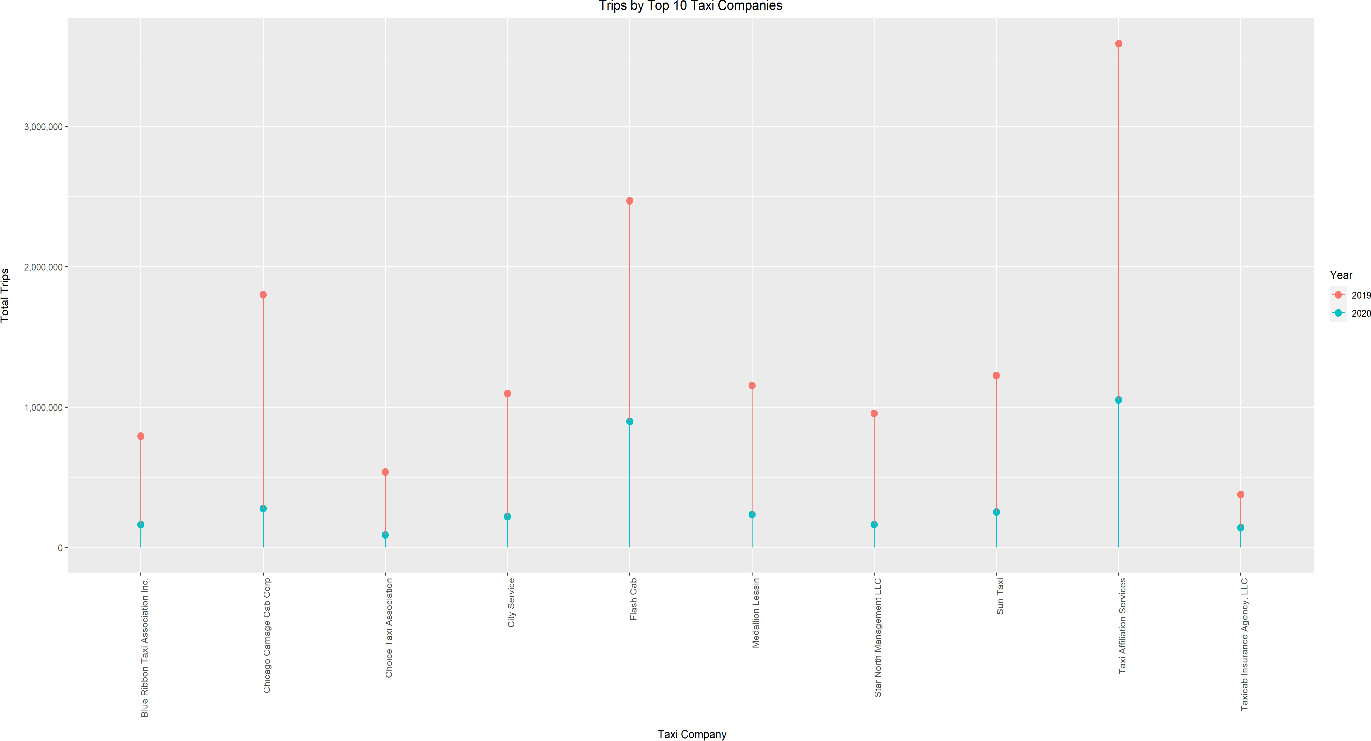 Trips by Top 10 Taxi Companies
Total Trips
3,000,000
2,000,000
1,000,000
0
Year
2019
2020
Blue Ribbon Taxi Association Inc.
Chicago Carriage Cab Corp
Choice Taxi Association
City Service
Flash Cab
Medallion Leasin
Star North Management LLC
Sun Taxi
Taxi Affiliation Services
Taxicab Insurance Agency, LLC
Taxi Company